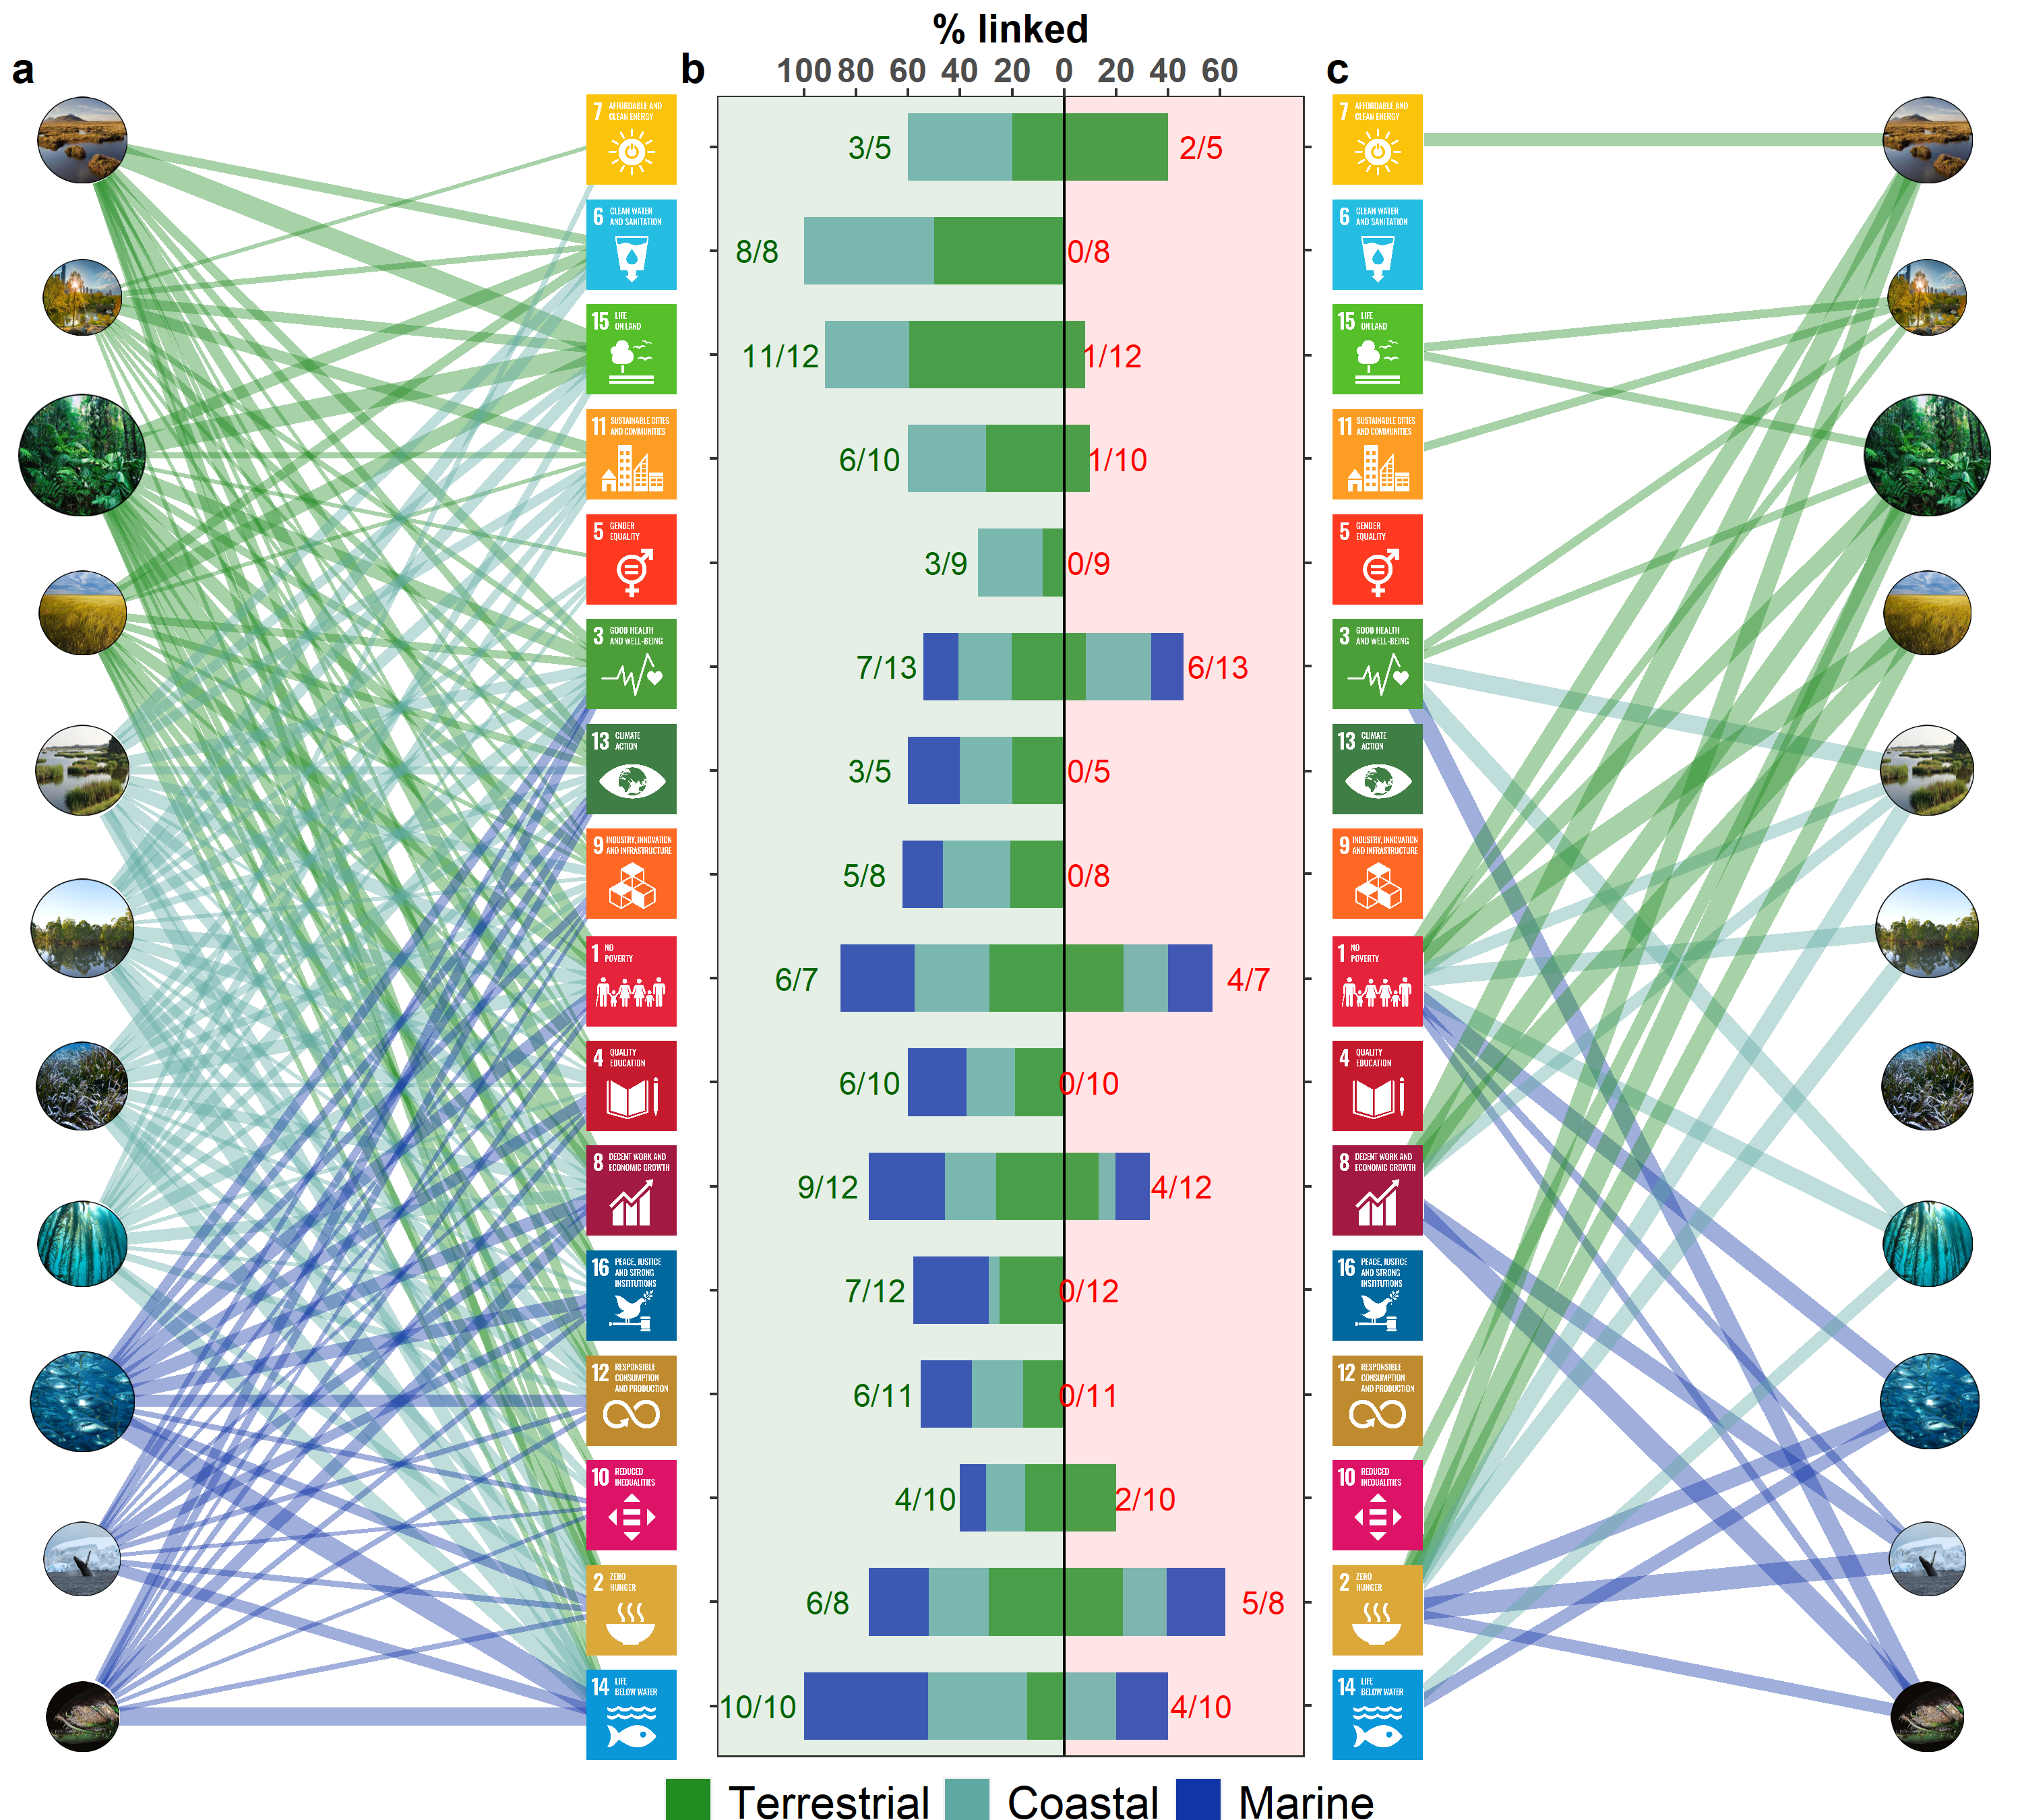 % linked
a
b
c
100 80 60 40 20 0 20 40 60
7 AFFORDABLE AND
CLEAN ENERGY
3/5
2/5
7 AFFORDABLE AND
CLEAN ENERGY
6 CLEAN WATER
AND SANITATION
8/8
0/8
6 CLEAN WATER
AND SANITATION
15 LIFE
ON LAND
11/12
1/12
15 LIFE
ON LAND
11 SUSTAINABLE CITIES
AND COMMUNITIES
6/10
1/10
11 SUSTAINABLE CITIES
AND COMMUNITIES
5 GENDER
EQUALITY
3/9
0/9
5 GENDER
EQUALITY
3 GOOD HEALTH
AND WELL-BEING
7/13
6/13
3 GOOD HEALTH
AND WELL-BEING
13 CLIMATE
ACTION
3/5
0/5
13 CLIMATE
ACTION
9 INDUSTRY, INNOVATION
AND INFRASTRUCTURE
5/8
0/8
9 INDUSTRY, INNOVATION
AND INFRASTRUCTURE
1 NO
POVERTY
6/7
4/7
1 NO
POVERTY
4 QUALITY
EDUCATION
6/10
0/10
4 QUALITY
EDUCATION
8 DECENT WORK AND
ECONOMIC GROWTH
9/12
4/12
8 DECENT WORK AND
ECONOMIC GROWTH
16 PEACE, JUSTICE
AND STRONG
INSTITUTIONS
7/12
0/12
16 PEACE, JUSTICE
AND STRONG
INSTITUTIONS
12 RESPONSIBLE
CONSUMPTION
AND PRODUCTION
6/11
0/11
12 RESPONSIBLE
CONSUMPTION
AND PRODUCTION
10 REDUCED
INEQUALITIES
4/10
2/10
10 REDUCED
INEQUALITIES
2 ZERO
HUNGER
6/8
5/8
2 ZERO
HUNGER
14 LIFE
BELOW WATER
10/10
4/10
14 LIFE
BELOW WATER
Terrestrial Coastal Marine